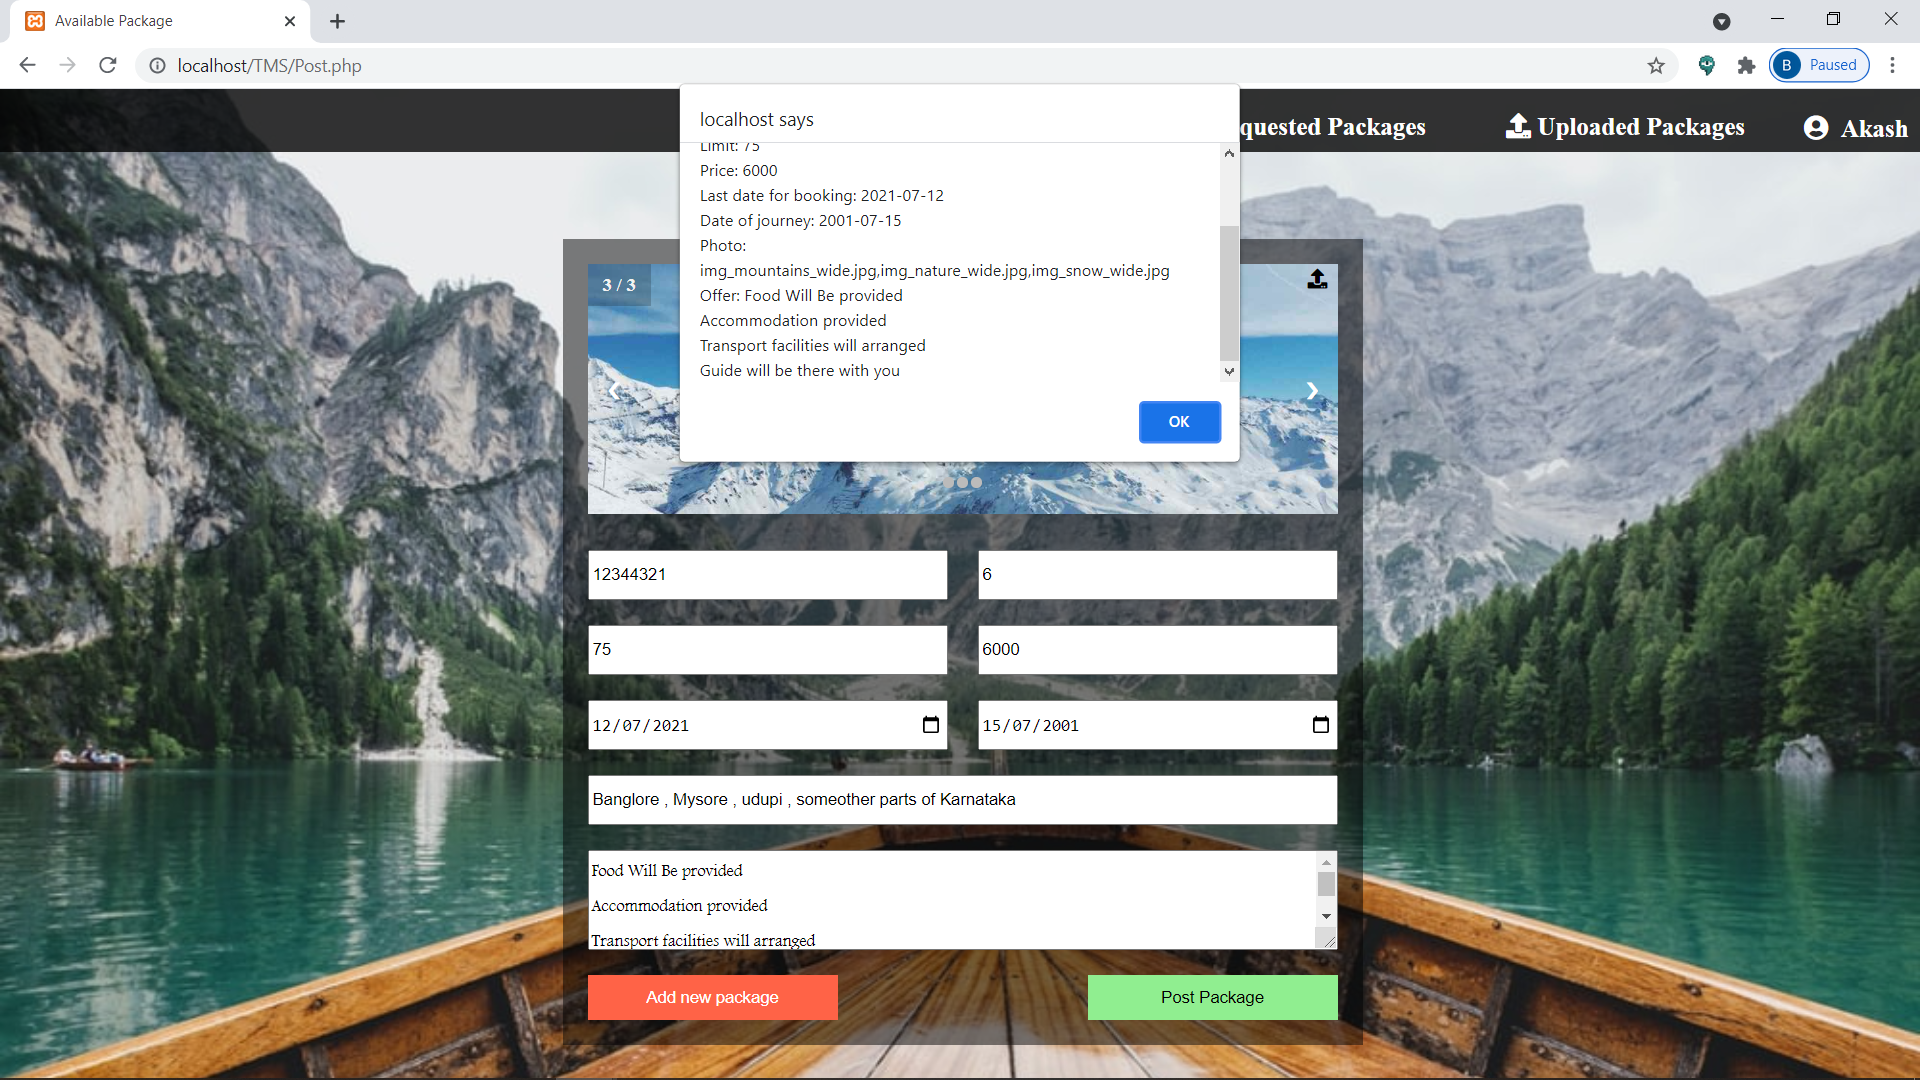 Available Package
localhost/TMS/Post.php
B Paused
localhost says
quested Packages
Uploaded Packages
Akash
Limit: 75
Price: 6000
Last date for booking: 2021-07-12
Date of journey: 2001-07-15
Photo:
img_mountains_wide.jpg,img_nature_wide.jpg,img_snow_wide.jpg
Offer: Food Will Be provided
Accommodation provided
Transport facilities will arranged
Guide will be there with you
OK
3 / 3
12344321
6
75
6000
12/07/2021
15/07/2001
Banglore , Mysore , udupi , someother parts of Karnataka
Food Will Be provided
Accommodation provided
Transport facilities will arranged
Add new package
Post Package